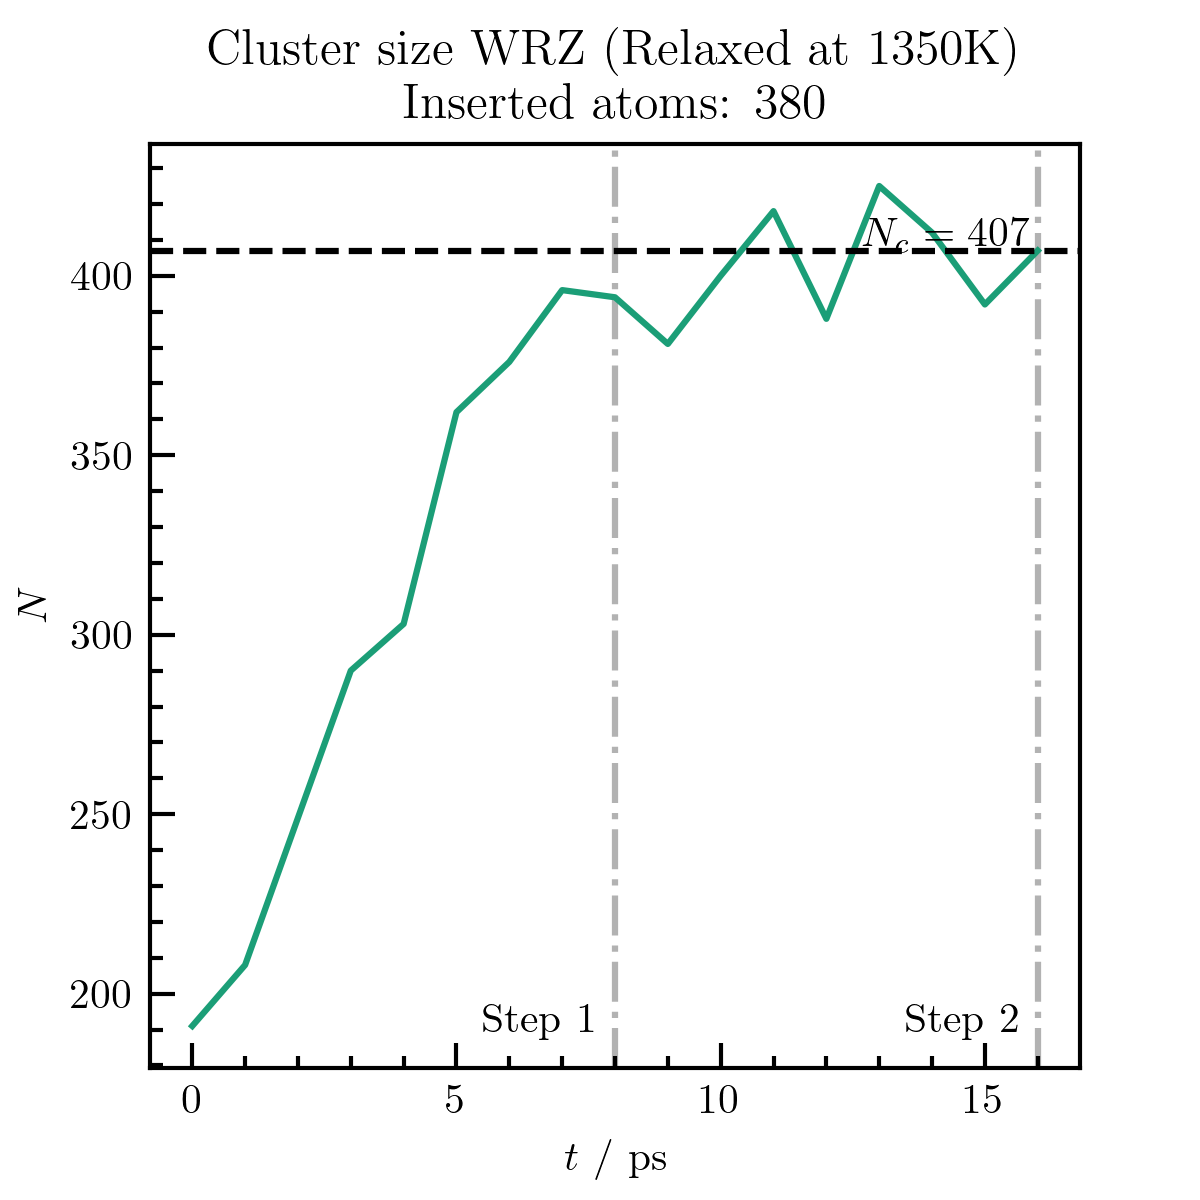 Cluster size WRZ (Relaxed at 1350K)
Inserted atoms: 380
N_c = 407
400
350
300
250
200
N
Step 1
Step 2
0
5
10
15
t / ps